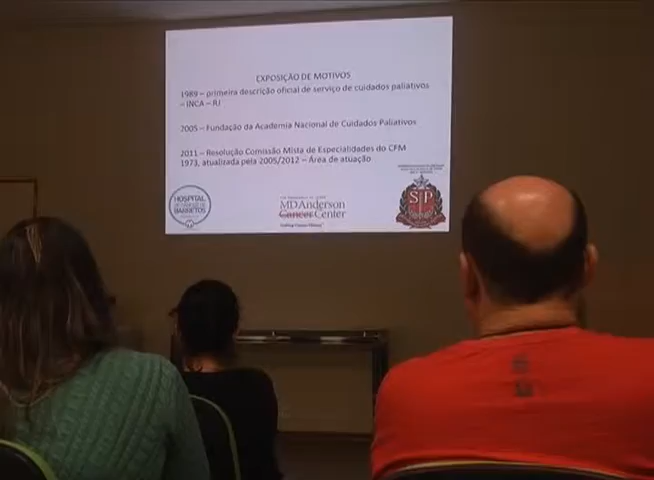 EXPOSIÇÃO DE MOTIVOS
1989 – primeira descrição oficial de serviço de cuidados paliativos
– INCA – RJ
2005 – Fundação da Academia Nacional de Cuidados Paliativos
2011 – Resolução Comissão Mista de Especialidades do CFM
1973, atualizada pela 2005/2012 – Área de atuação
HOSPITAL
BARRETOS
MDAnderson
Cancer Center
SP